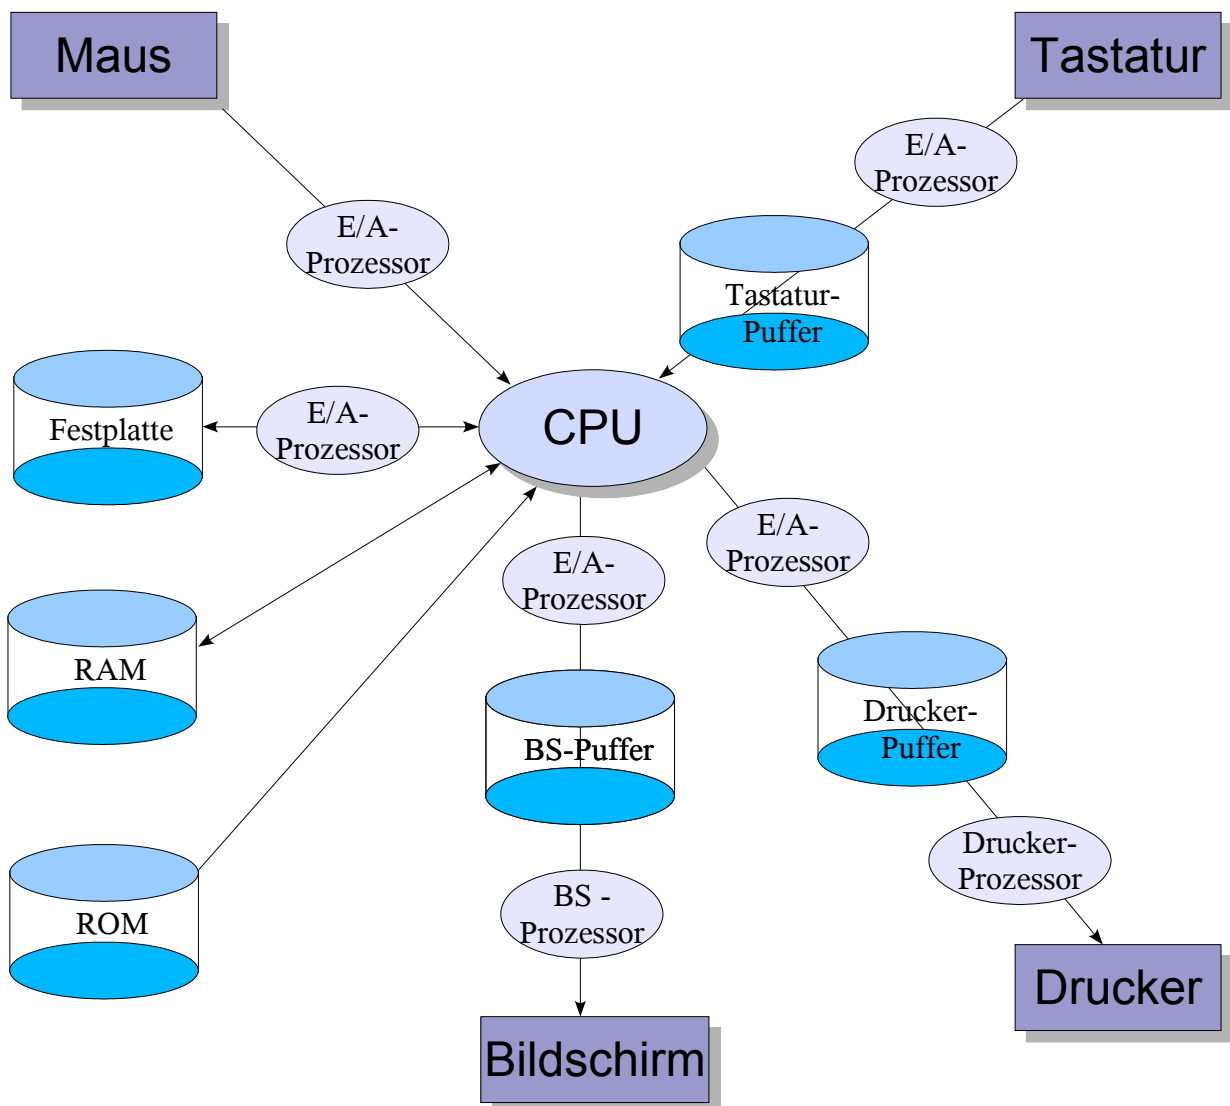 Maus
Tastatur
E/A-
Prozessor
E/A-
Prozessor
Tastatur-
Puffer
Festplatte
E/A-
Prozessor
CPU
E/A-
Prozessor
E/A-
Prozessor
RAM
BS-Puffer
Drucker-
Puffer
ROM
BS -
Prozessor
Drucker-
Prozessor
Drucker
Bildschirm